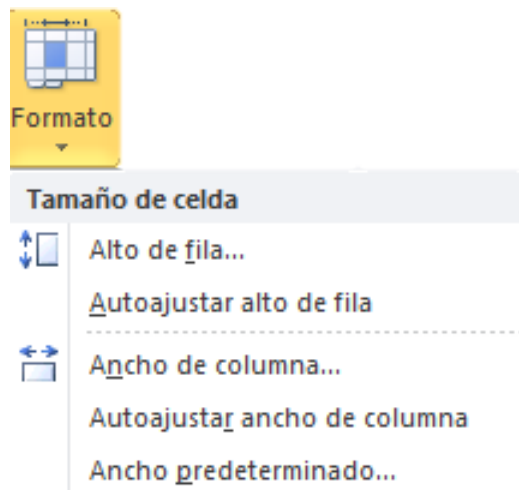 Formato
Tamaño de celda
Alto de fila...
Autoajustar alto de fila
Ancho de columna...
Autoajustar ancho de columna
Ancho predeterminado...